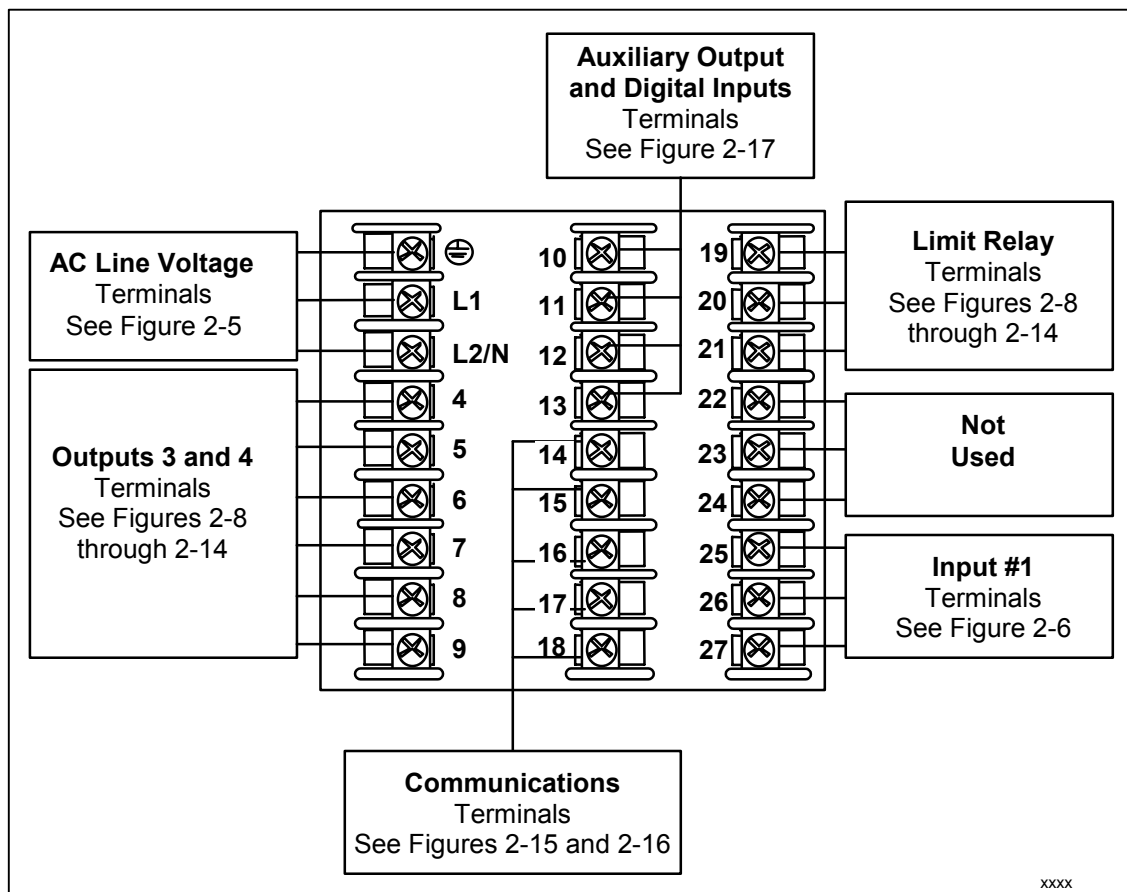 Auxiliary Output
and Digital Inputs
Terminals
See Figure 2-17
AC Line Voltage
Terminals
See Figure 2-5
Outputs 3 and 4
Terminals
See Figures 2-8
through 2-14
L1
L2/N
4
5
6
7
8
9
10
11
12
13
14
15
16
17
18
19
20
21
22
23
24
25
26
27
Limit Relay
Terminals
See Figures 2-8
through 2-14
Not
Used
Input #1
Terminals
See Figure 2-6
Communications
Terminals
See Figures 2-15 and 2-16
xxxx